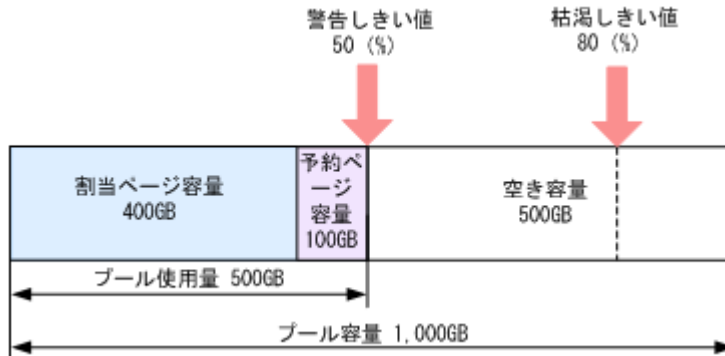 警告しきい値
50 (%)
枯渇しきい値
80 (%)
割当ページ容量
400GB
予約ペ
ージ
容量
100GB
空き容量
500GB
プール使用量 500GB
プール容量 1,000GB